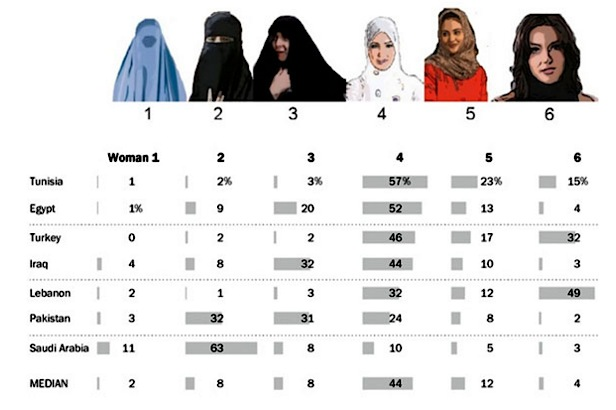 1 2 3 4 5 6
Woman 1 2 3 4 5 6
Tunisia 1 2% 3% 57% 23% 15%
Egypt 1% 9 20 52 13 4
Turkey 0 2 2 46 17 32
Iraq 4 8 32 44 10 3
Lebanon 2 1 3 32 12 49
Pakistan 3 32 31 24 8 2
Saudi Arabia 11 63 8 10 5 3
MEDIAN 2 8 8 44 12 4